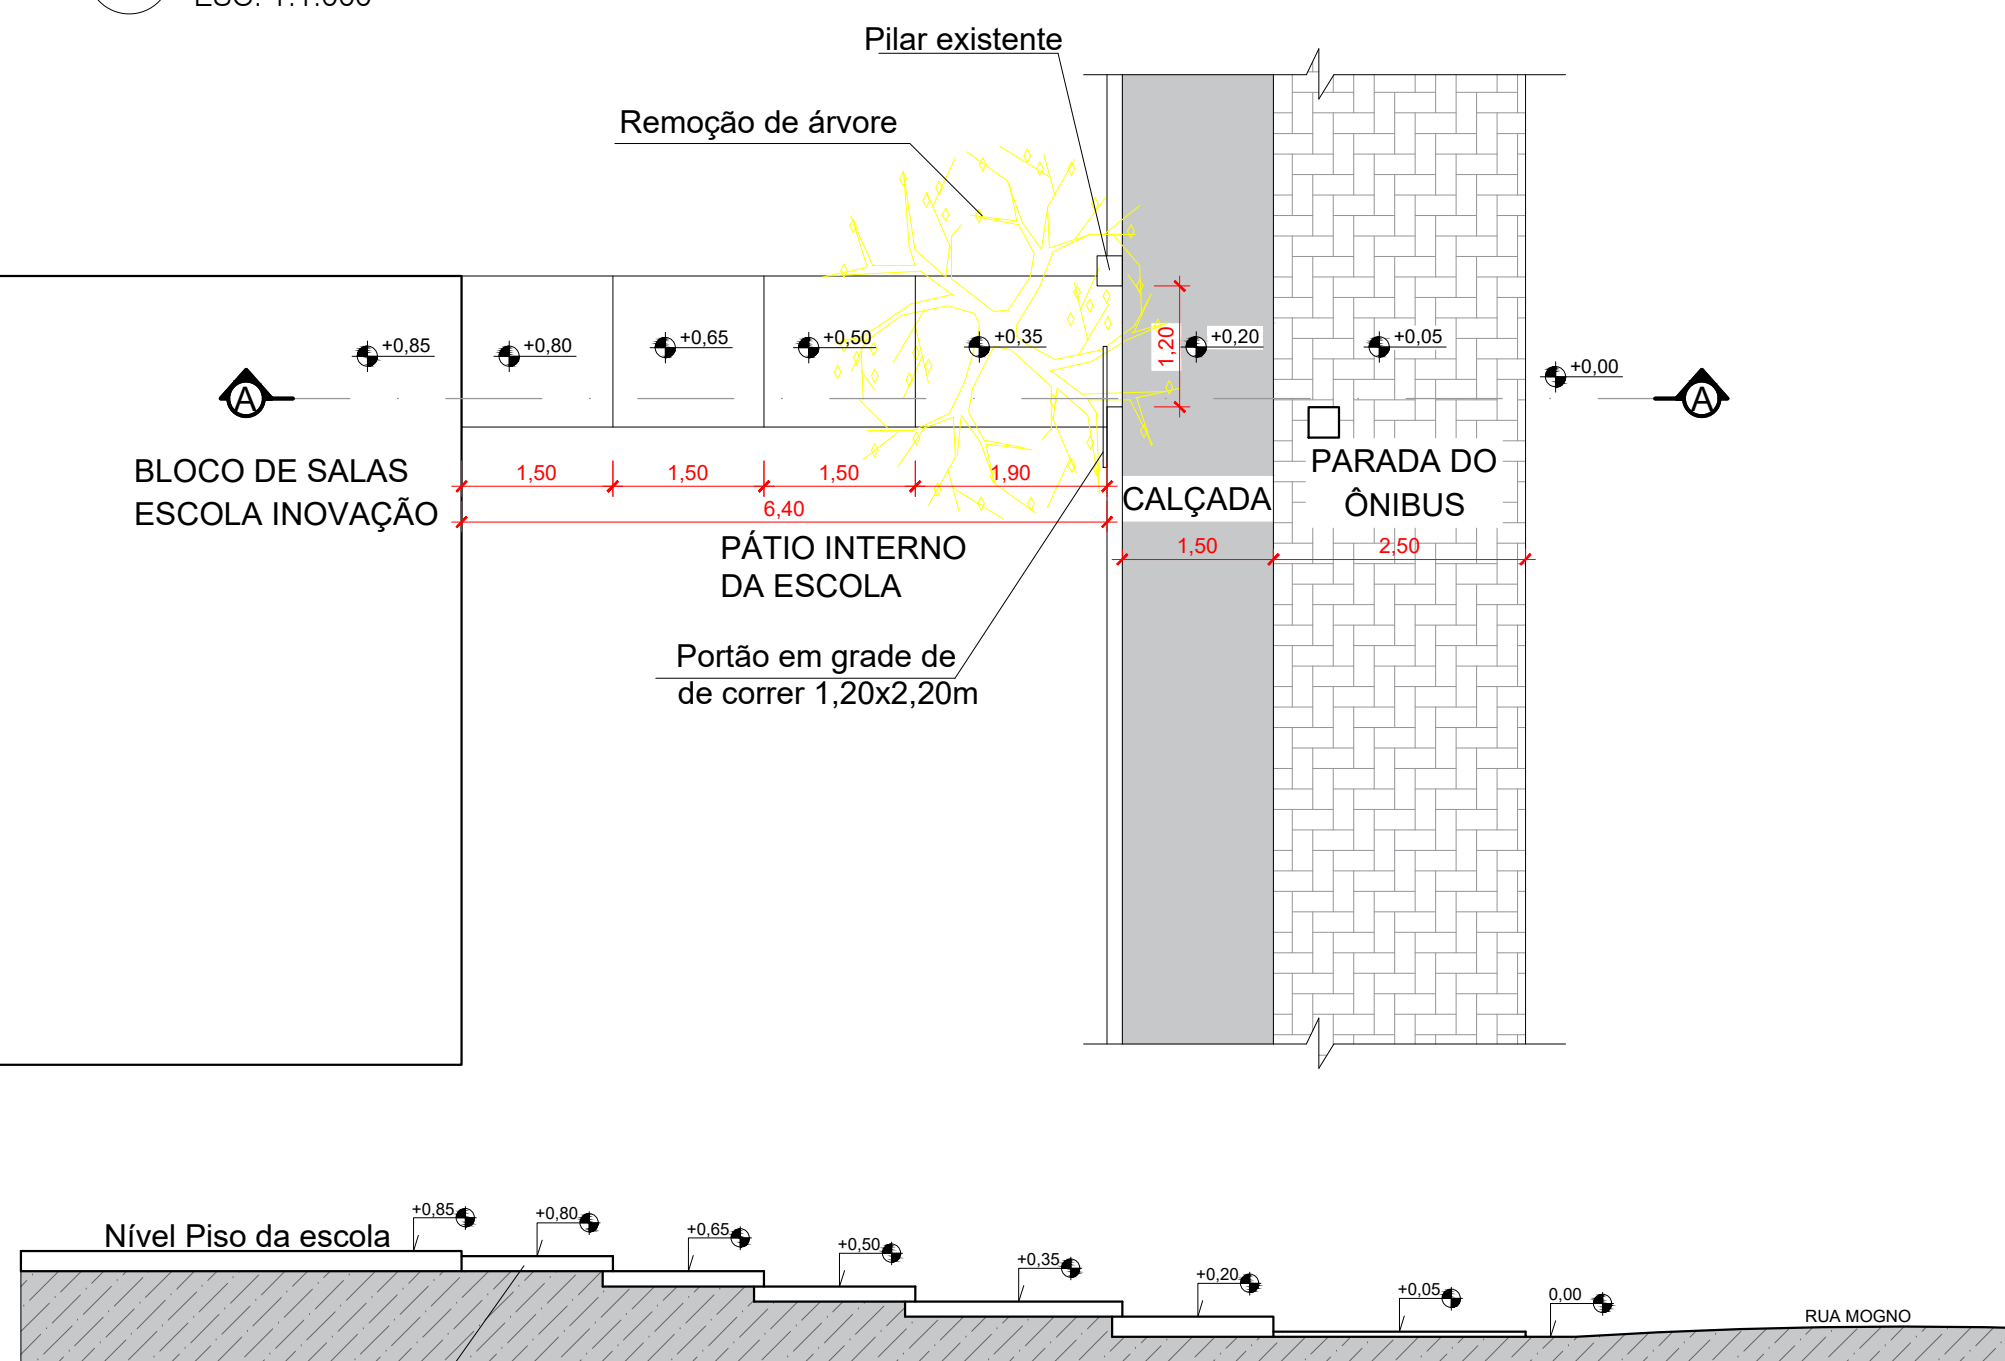 ESC. 1:1.000
Pilar existente
Remoção de árvore
+0,85
+0,80
+0,65
+0,50
+0,35
1,20
+0,20
+0,05
+0,00
A
A
BLOCO DE SALAS
ESCOLA INOVAÇÃO
1,50
1,50
1,50
1,90
6,40
PÁTIO INTERNO
DA ESCOLA
CALÇADA
PARADA DO
ÔNIBUS
1,50
2,50
Portão em grade de
de correr 1,20x2,20m
Nível Piso da escola
+0,85
+0,80
+0,65
+0,50
+0,35
+0,20
+0,05
0,00
RUA MOGNO